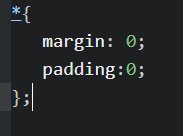 *{
margin: 0;
padding:0;
};